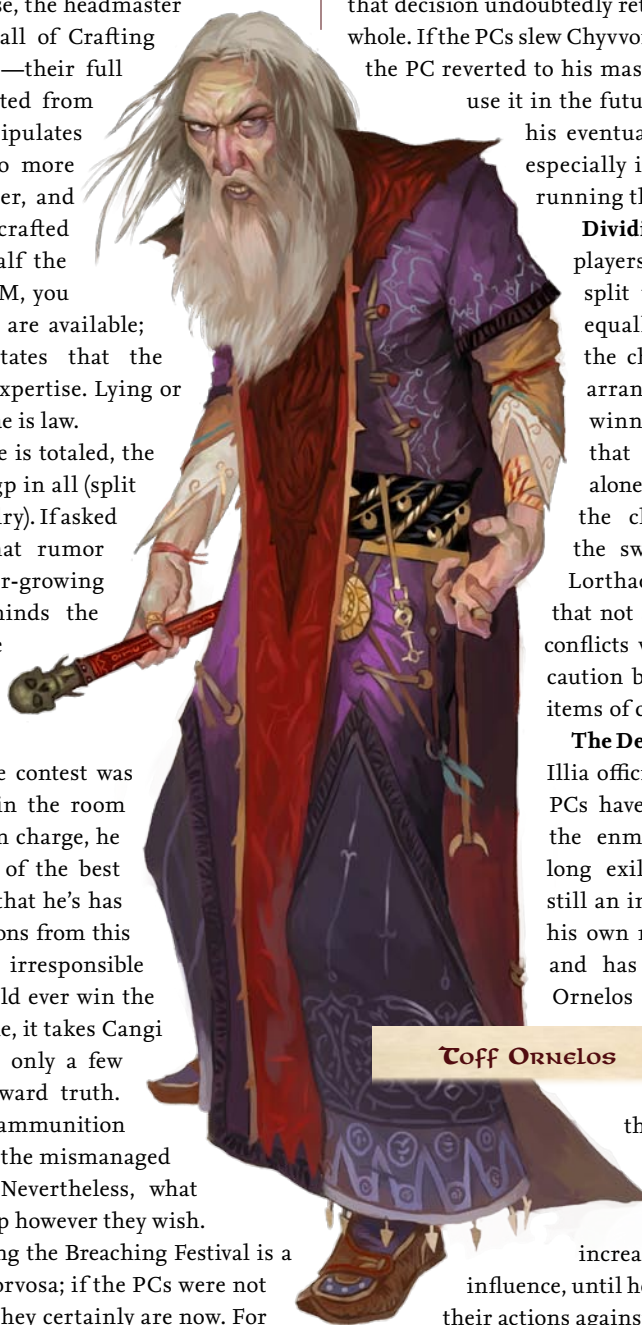 se, the headmaster
all of Crafting
—their full
ted from
ipulates
o more
er, and
crafted
alf the
M, you
are available;
tates that the
xpertise. Lying or
e is law.
e is totaled, the
gp in all (split
ry). If asked
hat rumor
r-growing
minds the
e
e contest was
in the room
n charge, he
of the best
that he's has
ons from this
irresponsible
ld ever win the
e, it takes Cangi
only a few
ward truth.
ammunition
the mismanaged
Nevertheless, what
p however they wish.
ng the Breaching Festival is a
orvosa; if the PCs were not
hey certainly are now. For
that decision undoubtedly ret
whole. If the PCs slew Chyvvo
the PC reverted to his mas
use it in the futu
his eventua
especially i
running th
Dividi
players
split
equall
the ch
arran
winn
that
alone
the cl
the sw
Lorthac
that not
conflicts v
caution b
items of c
The De
Illia offic
PCs have
the enm
long exil
still an in
his own r
and has
Ornelos
Toff Ornelos
th
increa
influence, until he
their actions against